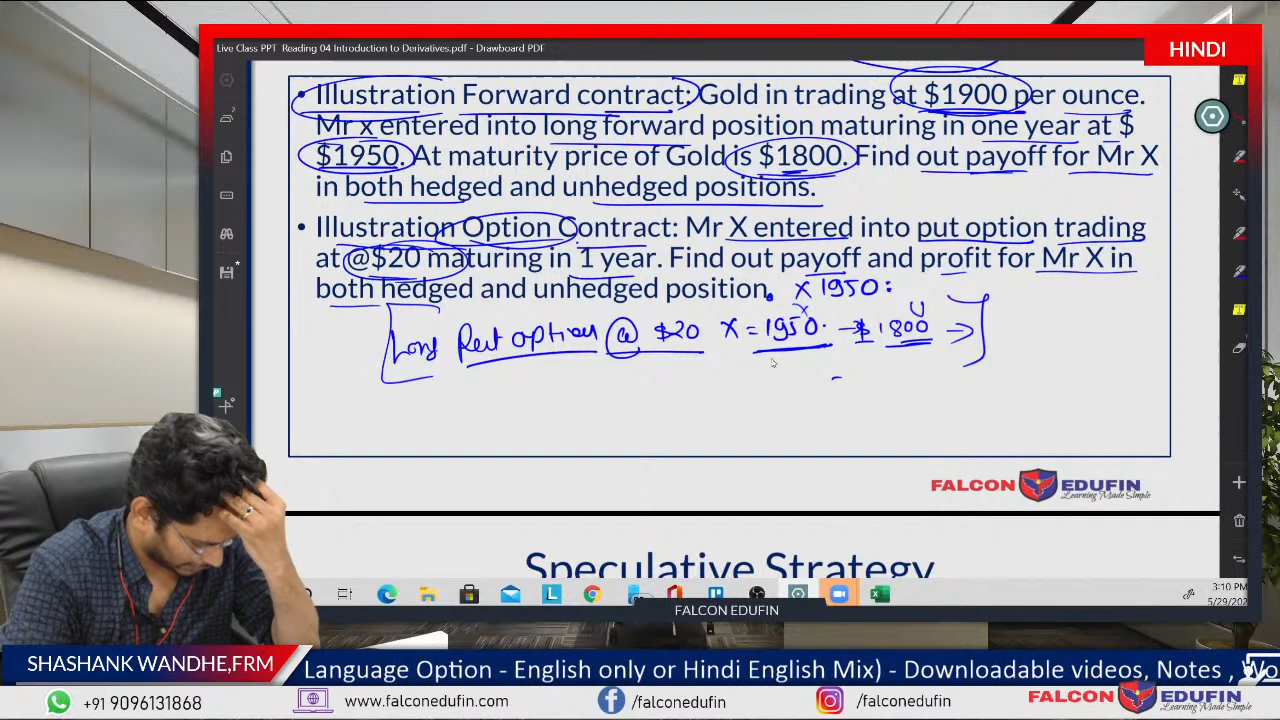 Live Class PPT Reading 04 Introduction to Derivatives.pdf - Drawboard PDF
HINDI
• Illustration Forward contract: Gold in trading at $1900 per ounce.
Mr x entered into long forward position maturing in one year at $
$1950. At maturity price of Gold is $1800. Find out payoff for Mr X
in both hedged and unhedged positions.
• Illustration Option Contract: Mr X entered into put option trading
at @$20 maturing in 1 year. Find out payoff and profit for Mr X in
both hedged and unhedged position.
X 1950:
Long Put option @ $20 X = 1950. → $1800 →
FALCON EDUFIN
Learning Made Simple
Speculative Strategy
3:10 PM
5/29/202
FALCON EDUFIN
SHASHANK WANDHE,FRM
Language Option - English only or Hindi English Mix) - Downloadable videos, Notes , Wo
+91 9096131868
www.falconedufin.com
/falconedufin
/falconedufin
FALCON EDUFIN
Learning Made Simple